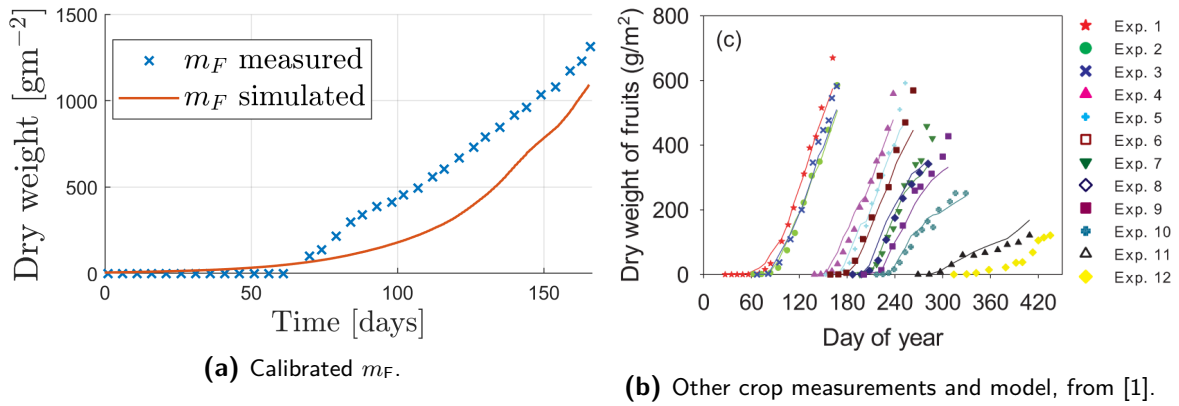 1500
1000
500
0
0
50
100
150
Dry weight [gm⁻²]
Time [days]
m_F measured
m_F simulated
(a) Calibrated m_F.
(c)
800
600
400
200
0
0
60
120
180
240
300
360
420
Dry weight of fruits (g/m²)
Day of year
Exp. 1
Exp. 2
Exp. 3
Exp. 4
Exp. 5
Exp. 6
Exp. 7
Exp. 8
Exp. 9
Exp. 10
Exp. 11
Exp. 12
(b) Other crop measurements and model, from [1].